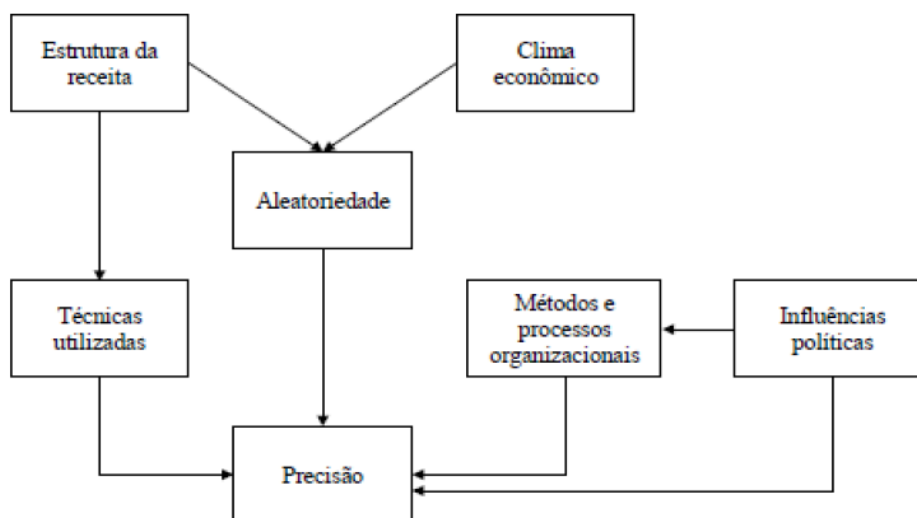 Estrutura da
receita
Clima
econômico
Aleatoriedade
Técnicas
utilizadas
Métodos e
processos
organizacionais
Influências
políticas
Precisão